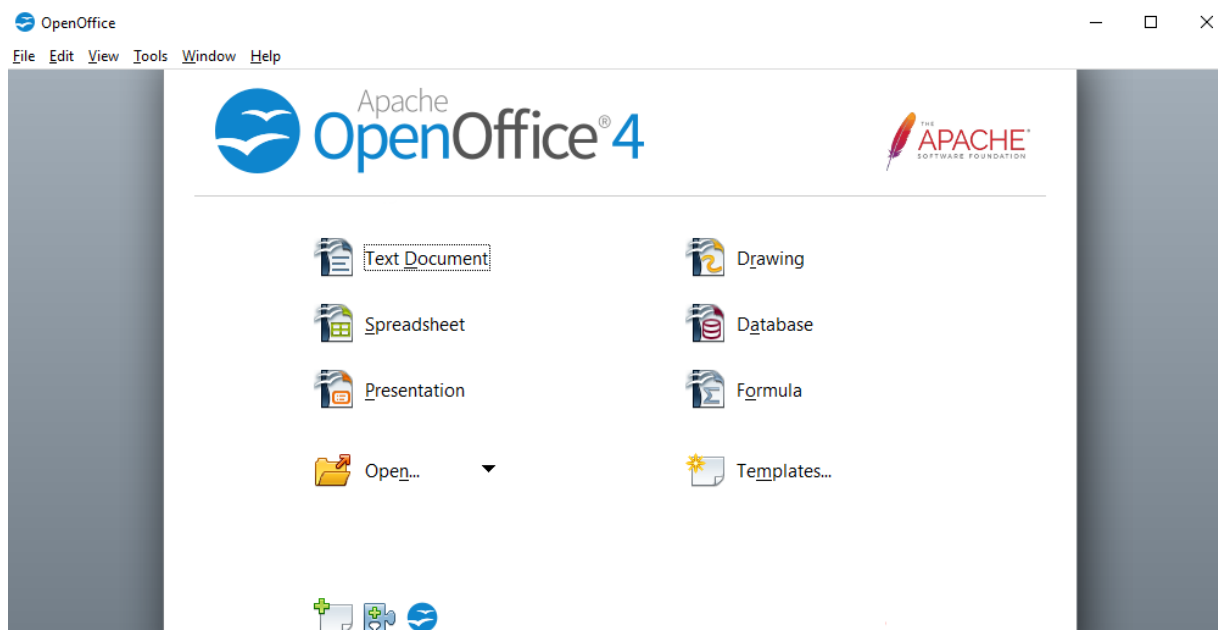 OpenOffice
File Edit View Tools Window Help
Apache
OpenOffice® 4
THE
APACHE®
SOFTWARE FOUNDATION
Text Document
Drawing
Spreadsheet
Database
Presentation
Formula
Open...
Templates...